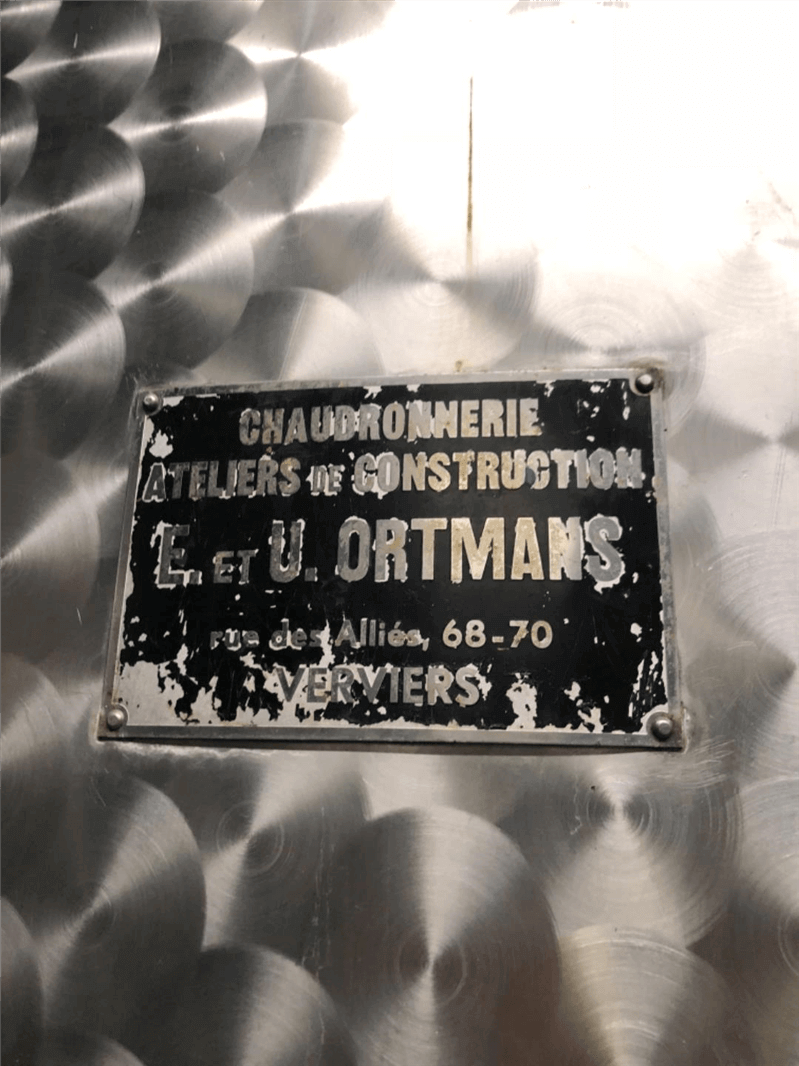 CHAUDRONNERIE
ATELIERS DE CONSTRUCTION
E. ET U. ORTMANS
rue des Alliés, 68-70
VERVIERS